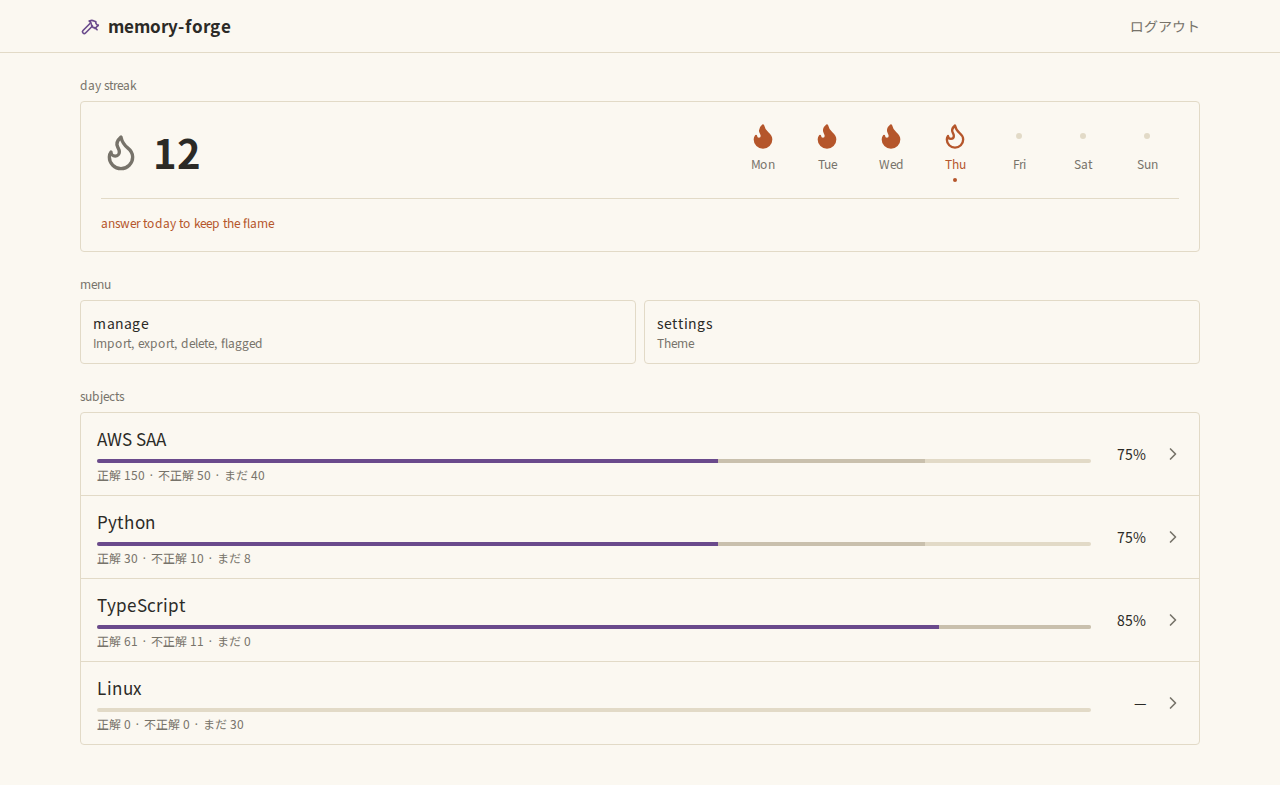 memory-forge
ログアウト
day streak
12
Mon Tue Wed Thu Fri Sat Sun
answer today to keep the flame
menu
manage
Import, export, delete, flagged
settings
Theme
subjects
AWS SAA
正解 150 · 不正解 50 · まだ 40
75%
Python
正解 30 · 不正解 10 · まだ 8
75%
TypeScript
正解 61 · 不正解 11 · まだ 0
85%
Linux
正解 0 · 不正解 0 · まだ 30
—